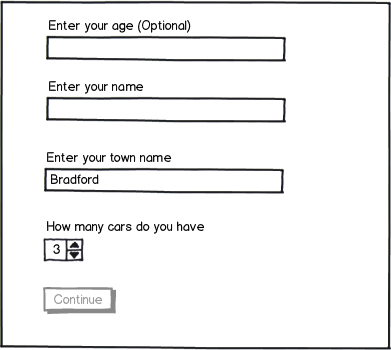 Enter your age (Optional)
Enter your name
Enter your town name
Bradford
How many cars do you have
3
Continue